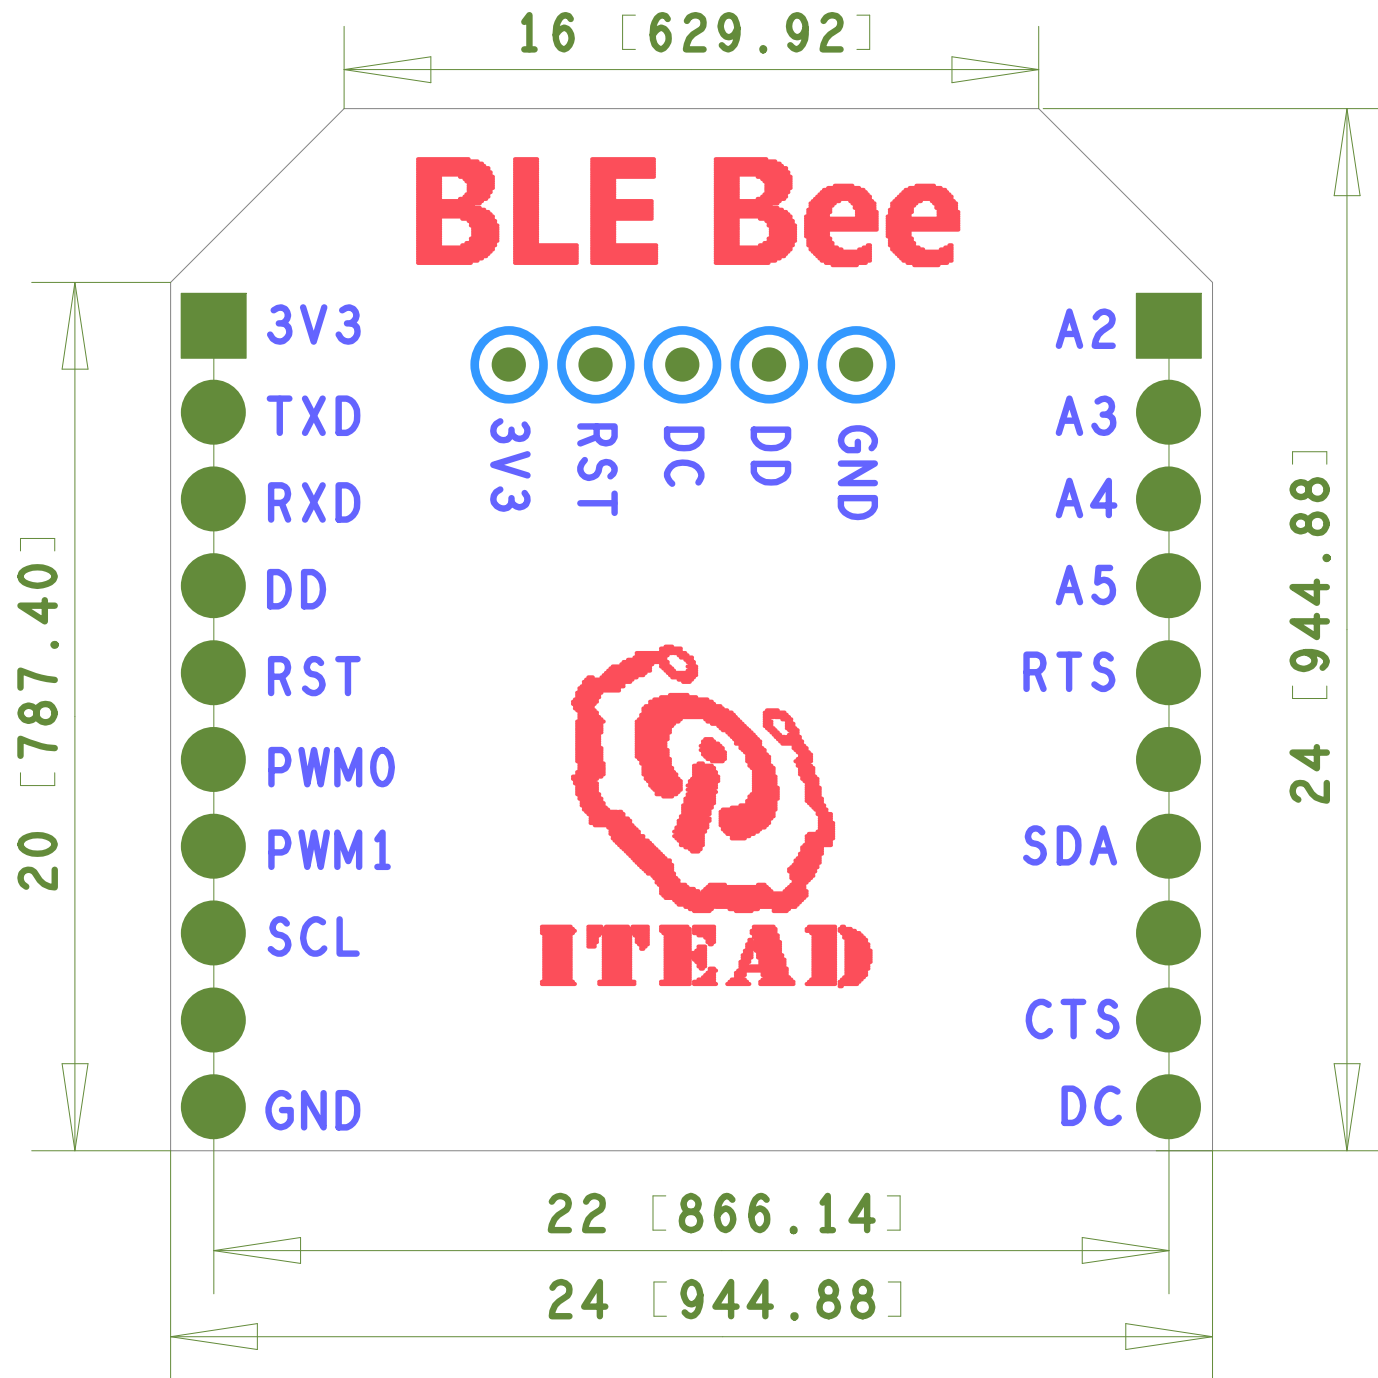 16 [629.92]
BLE Bee
3V3
A2
TXD
A3
RXD
A4
DD
A5
RST
RTS
PWM0
PWM1
SDA
SCL
CTS
GND
DC
3V3
RST
DC
DD
GND
ITEAD
20 [787.40]
24 [944.88]
22 [866.14]
24 [944.88]